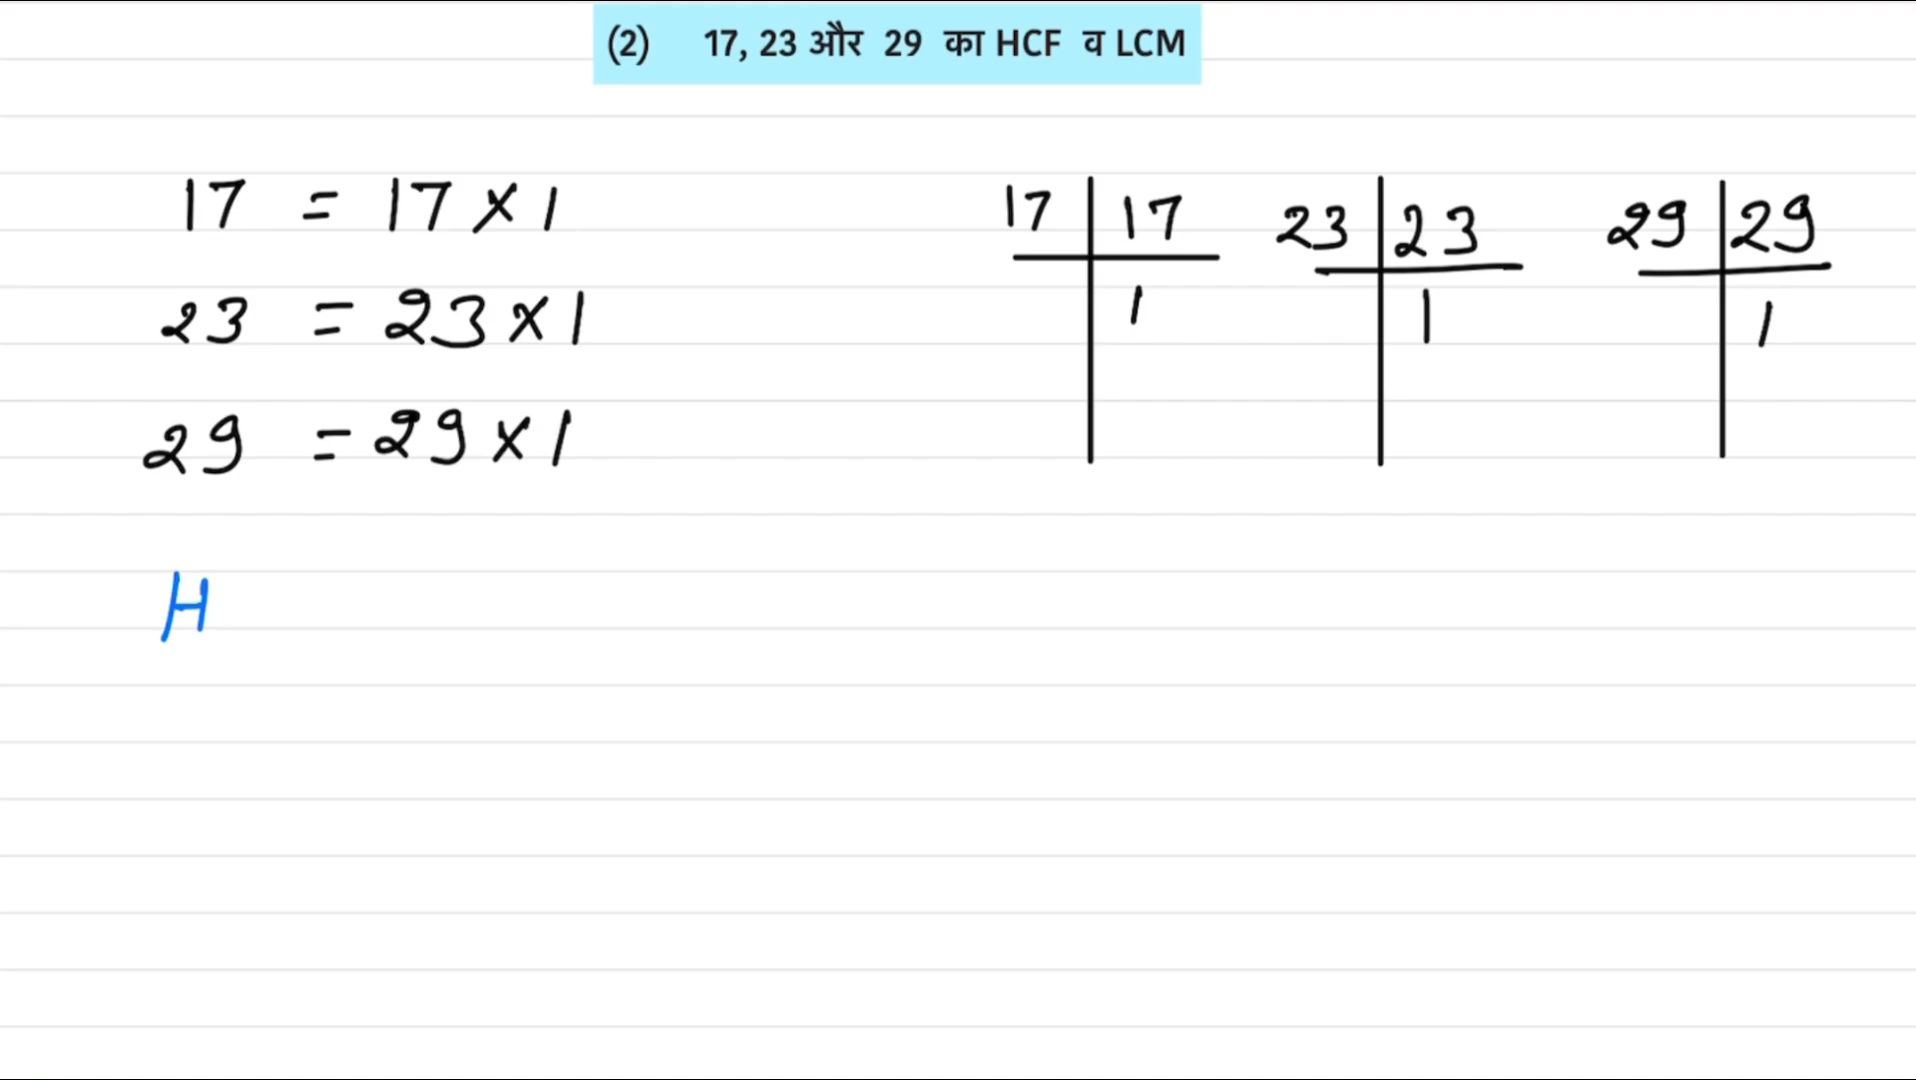 (2) 17, 23 और 29 का HCF व LCM
17 = 17 × 1
23 = 23 × 1
29 = 29 × 1
17 | 17
1
23 | 23
1
29 | 29
1
H